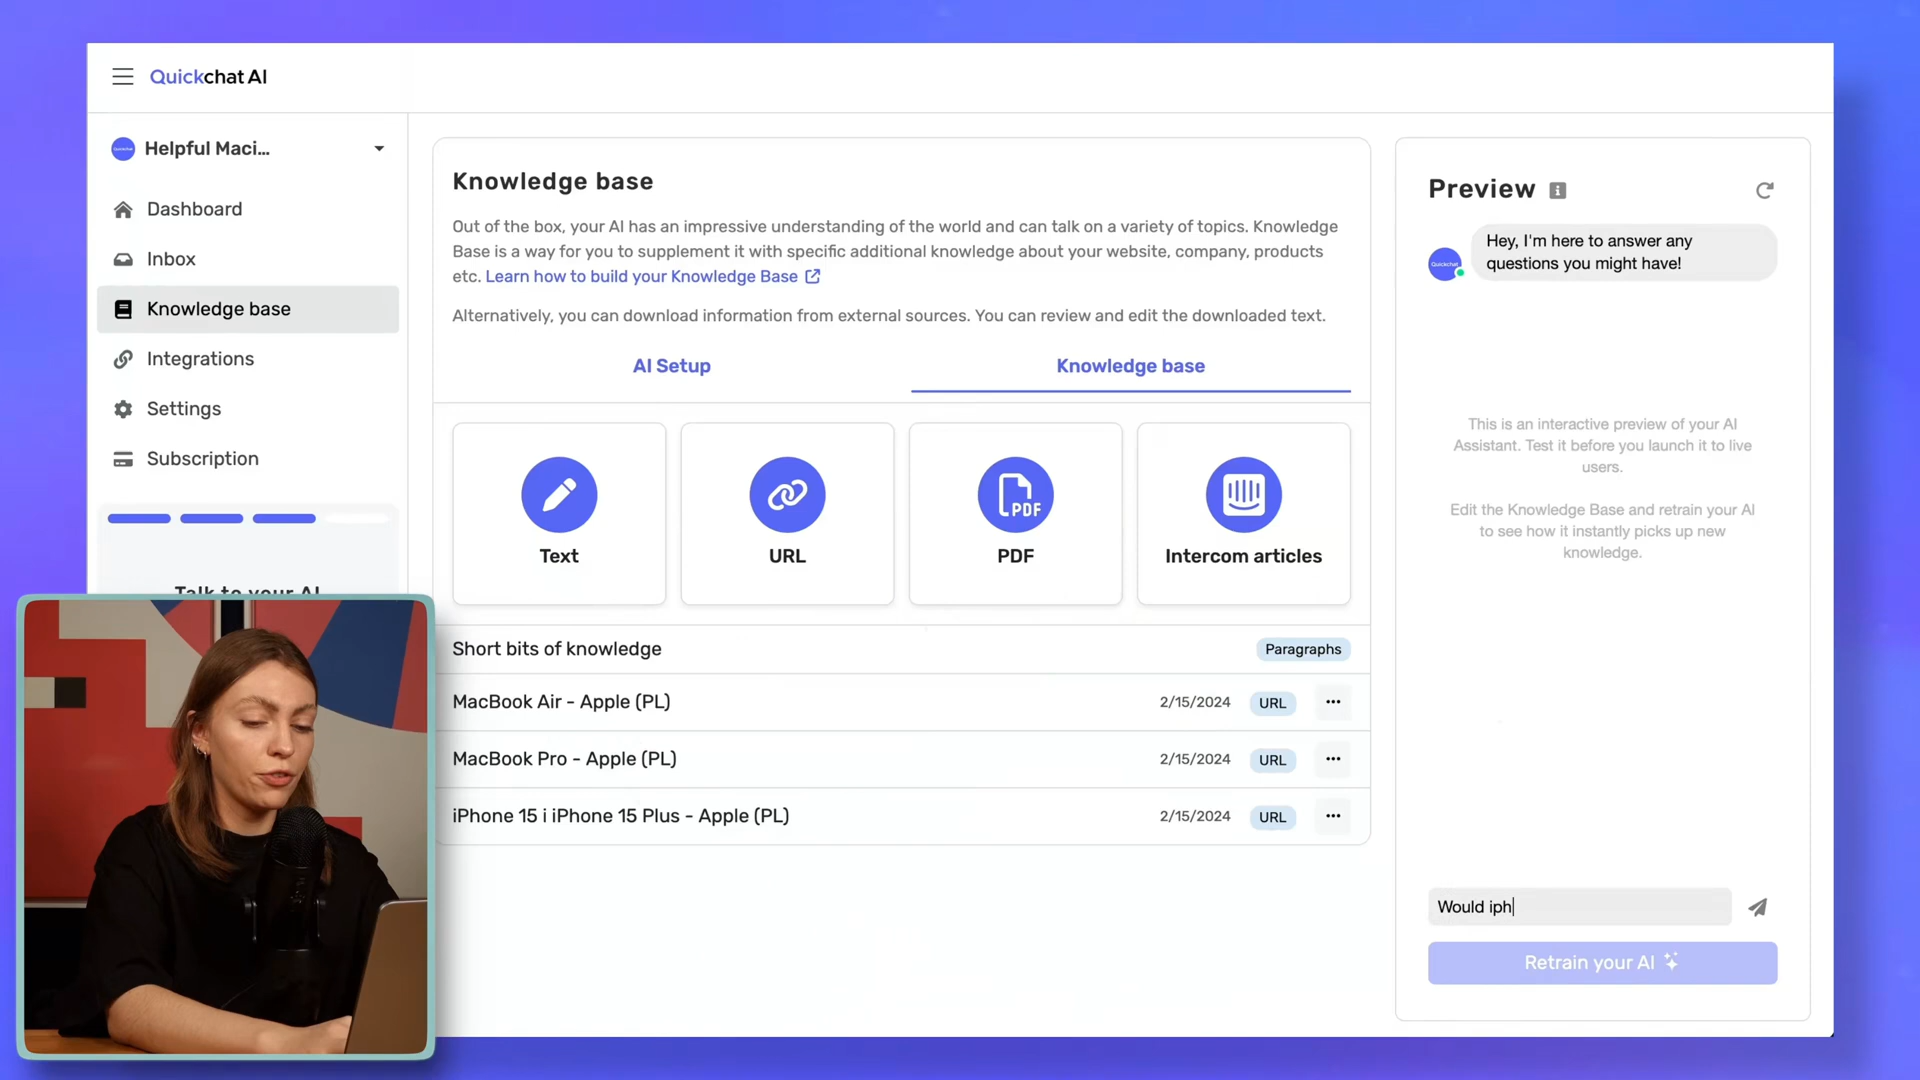 Quickchat AI
Helpful Maci...
Dashboard
Inbox
Knowledge base
Integrations
Settings
Subscription
Talk to your AI
Knowledge base
Out of the box, your AI has an impressive understanding of the world and can talk on a variety of topics. Knowledge
Base is a way for you to supplement it with specific additional knowledge about your website, company, products
etc. Learn how to build your Knowledge Base
Alternatively, you can download information from external sources. You can review and edit the downloaded text.
AI Setup
Knowledge base
Text
URL
PDF
PDF
Intercom articles
Short bits of knowledge
Paragraphs
MacBook Air - Apple (PL)
2/15/2024
URL
MacBook Pro - Apple (PL)
2/15/2024
URL
iPhone 15 i iPhone 15 Plus - Apple (PL)
2/15/2024
URL
Preview
Quickchat
Hey, I'm here to answer any
questions you might have!
This is an interactive preview of your AI
Assistant. Test it before you launch it to live
users.
Edit the Knowledge Base and retrain your AI
to see how it instantly picks up new
knowledge.
Would iph
Retrain your AI